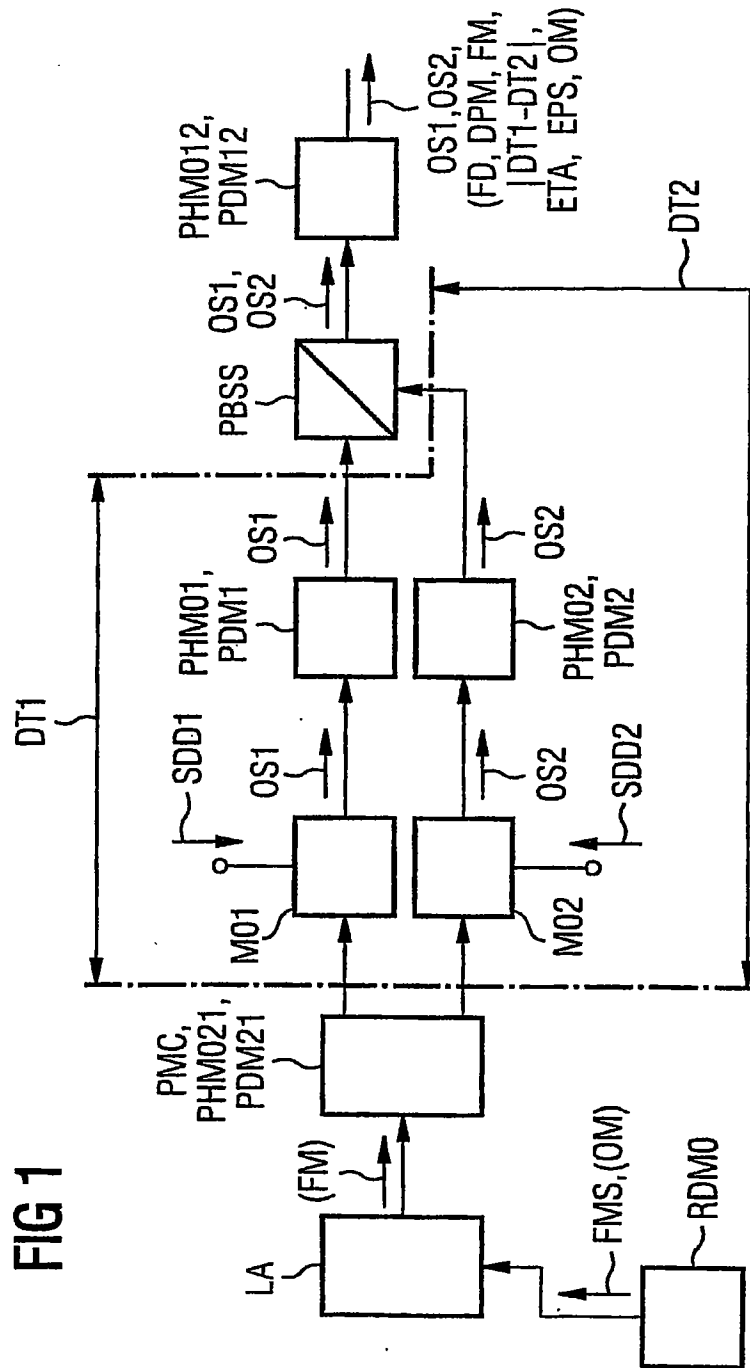 FIG 1
DT1
SDD1
LA
(FM)
PMC,
PHMO21,
PDM21
MO1
OS1
PHMO1,
PDM1
OS1
PBSS
OS1,
OS2
PHMO12,
PDM12
OS1,OS2,
(FD, DPM, FM,
|DT1-DT2|,
ETA, EPS, OM)
MO2
OS2
PHMO2,
PDM2
OS2
SDD2
DT2
FMS,(OM)
RDMO